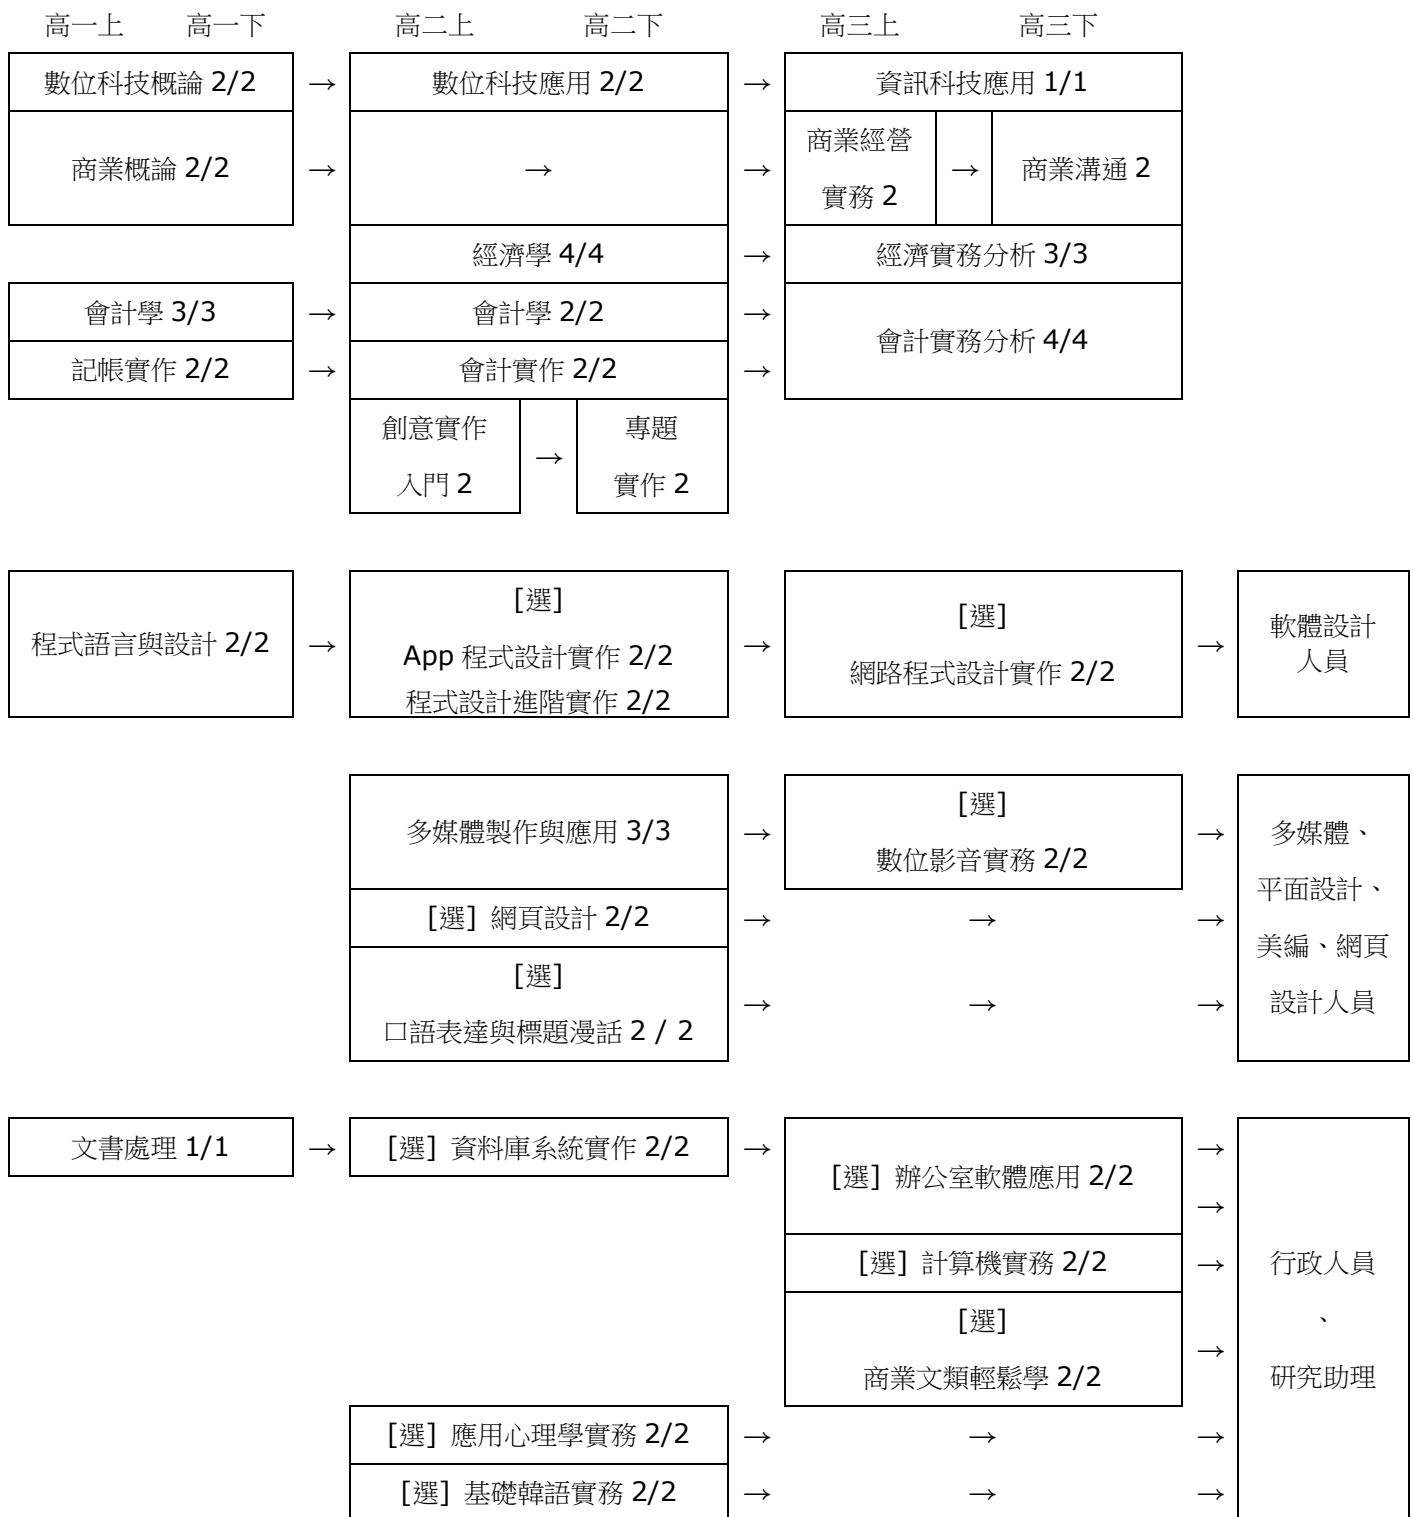 高一上 高一下 高二上 高二下 高三上 高三下
數位科技概論 2/2 → 數位科技應用 2/2 → 資訊科技應用 1/1
商業概論 2/2 → → → 商業經營
實務 2 → 商業溝通 2
經濟學 4/4 → 經濟實務分析 3/3
會計學 3/3 → 會計學 2/2 →
會計實務分析 4/4
記帳實作 2/2 → 會計實作 2/2 →
創意實作
入門 2
→
專題
實作 2
程式語言與設計 2/2 →
[選]
App 程式設計實作 2/2
程式設計進階實作 2/2
→
[選]
網路程式設計實作 2/2
→
軟體設計
人員
多媒體製作與應用 3/3 →
[選]
數位影音實務 2/2
→
[選] 網頁設計 2/2 → → →
[選]
口語表達與標題漫話 2 / 2
→ → →
多媒體、
平面設計、
美編、網頁
設計人員
文書處理 1/1 → [選] 資料庫系統實作 2/2 →
[選] 辦公室軟體應用 2/2
→
→
[選] 計算機實務 2/2 →
[選]
商業文類輕鬆學 2/2
→
[選] 應用心理學實務 2/2 → → →
[選] 基礎韓語實務 2/2 → → →
行政人員
、
研究助理